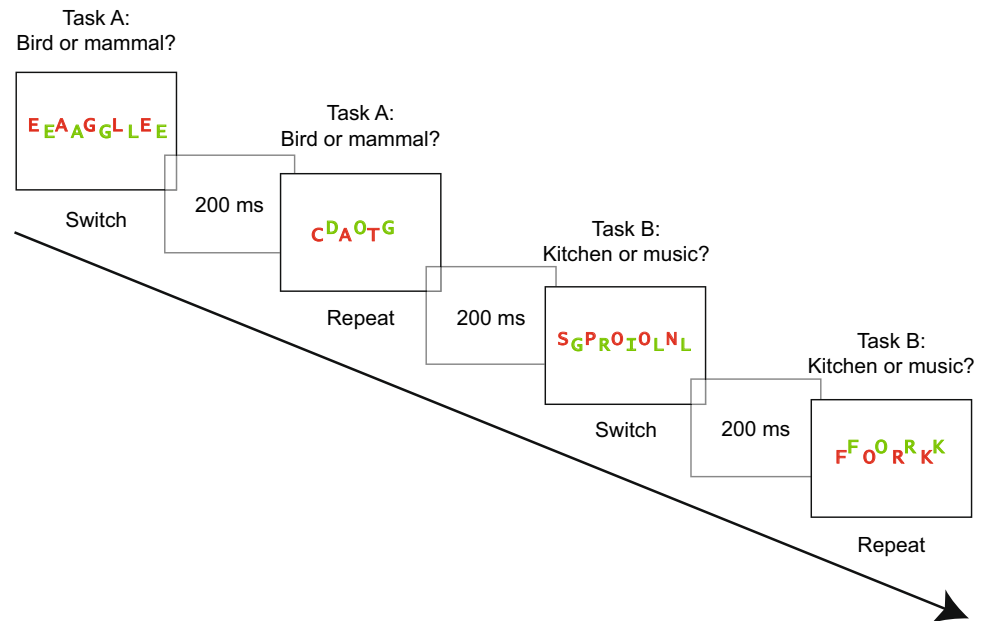 Task A:
Bird or mammal?
EEAAGGLLEE
Switch
200 ms
Task A:
Bird or mammal?
CDAOTG
Repeat
200 ms
Task B:
Kitchen or music?
SGPROIOLNL
Switch
200 ms
Task B:
Kitchen or music?
FFOORRKK
Repeat